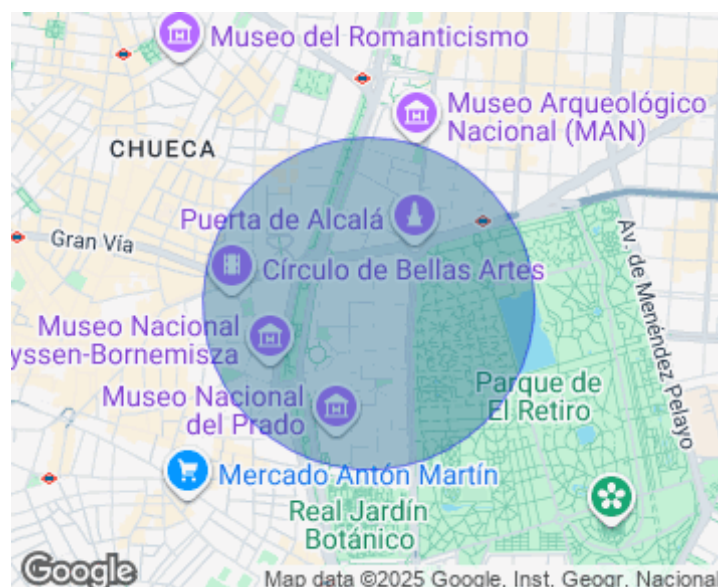 Museo del Romanticismo
Museo Arqueológico
Nacional (MAN)
CHUECA
Puerta de Alcalá
Gran Vía
Círculo de Bellas Artes
Av. de Menéndez Pelayo
Museo Nacional
yssen-Bornemisza
Parque de
El Retiro
Museo Nacional
del Prado
Mercado Antón Martín
Real Jardín
Botánico
Google
Map data ©2025 Google, Inst. Geogr. Nacional